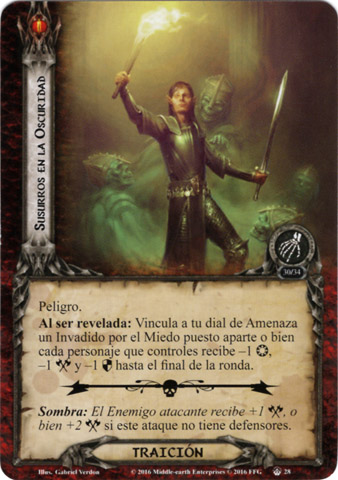 Susurros en la Oscuridad
30/34
Peligro.
Al ser revelada: Vincula a tu dial de Amenaza
un Invadido por el Miedo puesto aparte o bien
cada personaje que controles recibe –1
–1 y –1 hasta el final de la ronda.
Sombra: El Enemigo atacante recibe +1 , o
bien +2 si este ataque no tiene defensores.
TRAICIÓN
Illus. Gabriel Verdon © 2016 Middle-earth Enterprises © 2016 FFG. 28